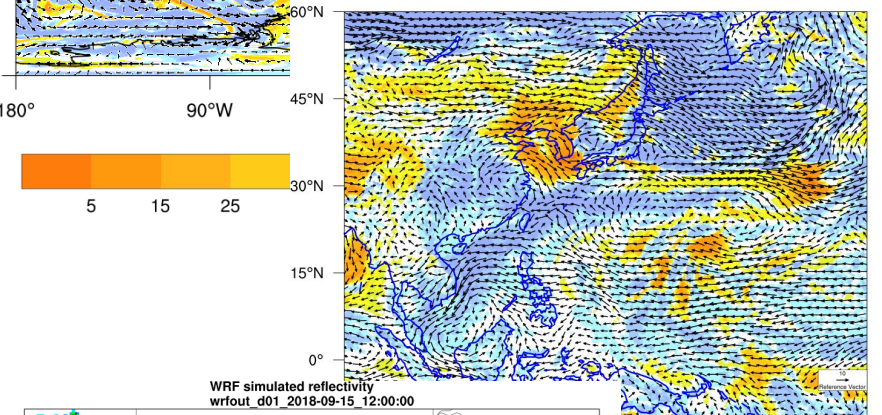 60°N
45°N
30°N
15°N
0°
180°
90°W
5
15
25
10
Reference Vector
WRF simulated reflectivity
wrfout_d01_2018-09-15_12:00:00